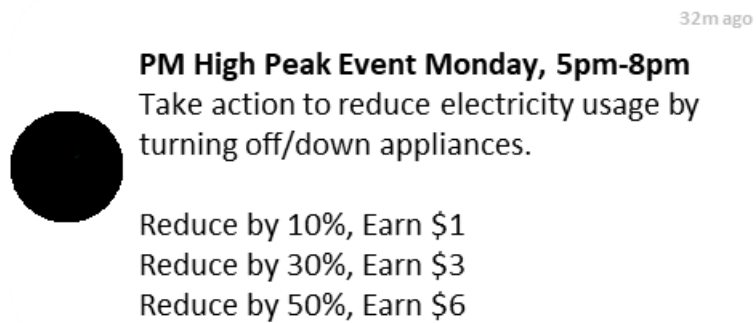 32m ago
PM High Peak Event Monday, 5pm-8pm
Take action to reduce electricity usage by
turning off/down appliances.
Reduce by 10%, Earn $1
Reduce by 30%, Earn $3
Reduce by 50%, Earn $6